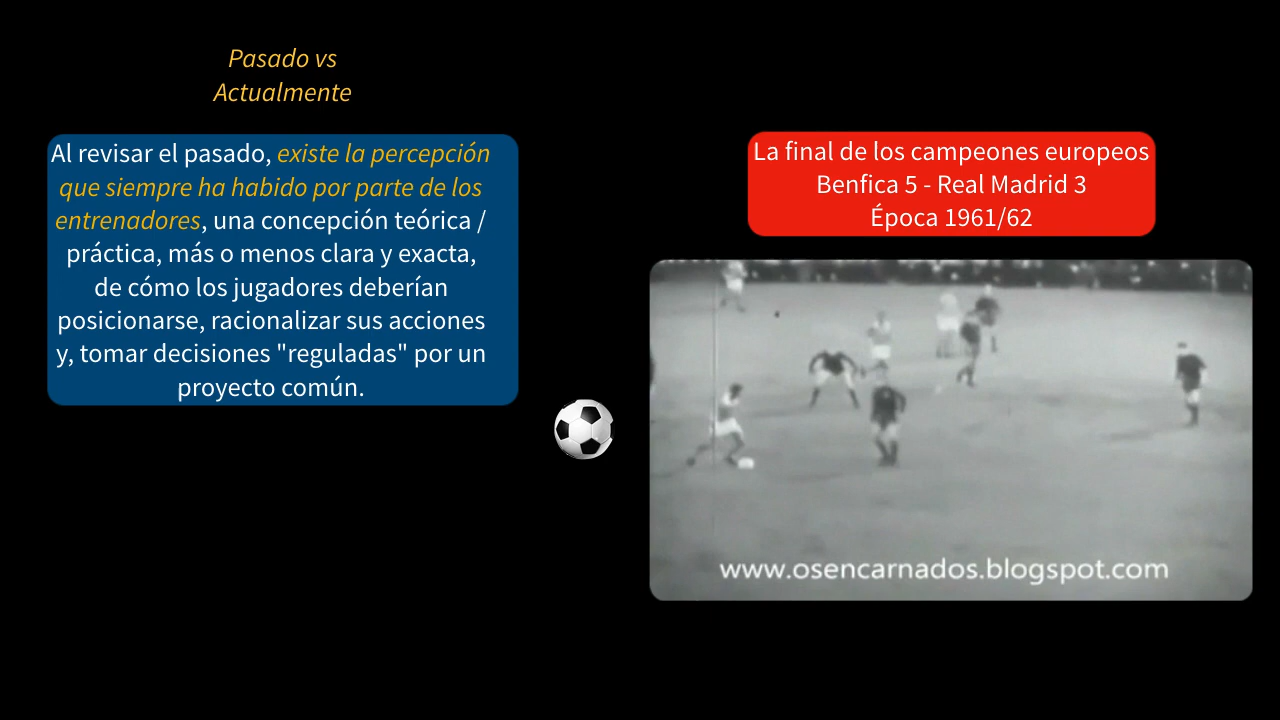 Pasado vs
Actualmente
Al revisar el pasado, existe la percepción
que siempre ha habido por parte de los
entrenadores, una concepción teórica /
práctica, más o menos clara y exacta,
de cómo los jugadores deberían
posicionarse, racionalizar sus acciones
y, tomar decisiones "reguladas" por un
proyecto común.
La final de los campeones europeos
Benfica 5 - Real Madrid 3
Época 1961/62
www.osencarnados.blogspot.com